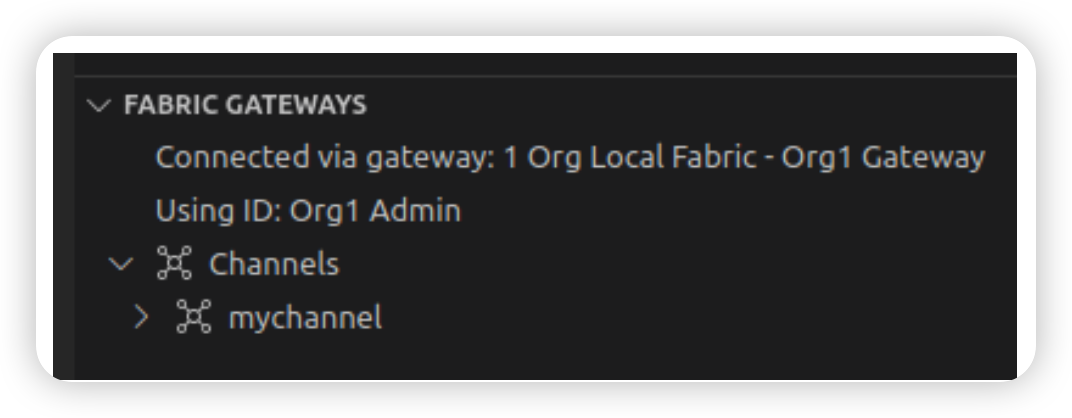 FABRIC GATEWAYS
Connected via gateway: 1 Org Local Fabric - Org1 Gateway
Using ID: Org1 Admin
Channels
mychannel